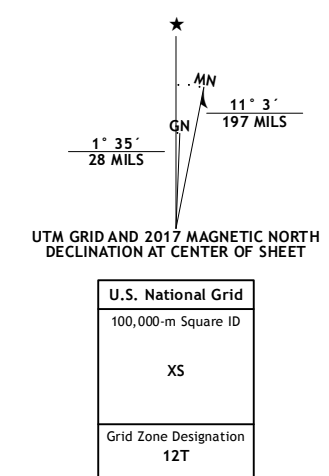 ★
MN
11° 3´
197 MILS
GN
1° 35´
28 MILS
UTM GRID AND 2017 MAGNETIC NORTH
DECLINATION AT CENTER OF SHEET
U.S. National Grid
100,000-m Square ID
XS
Grid Zone Designation
12T